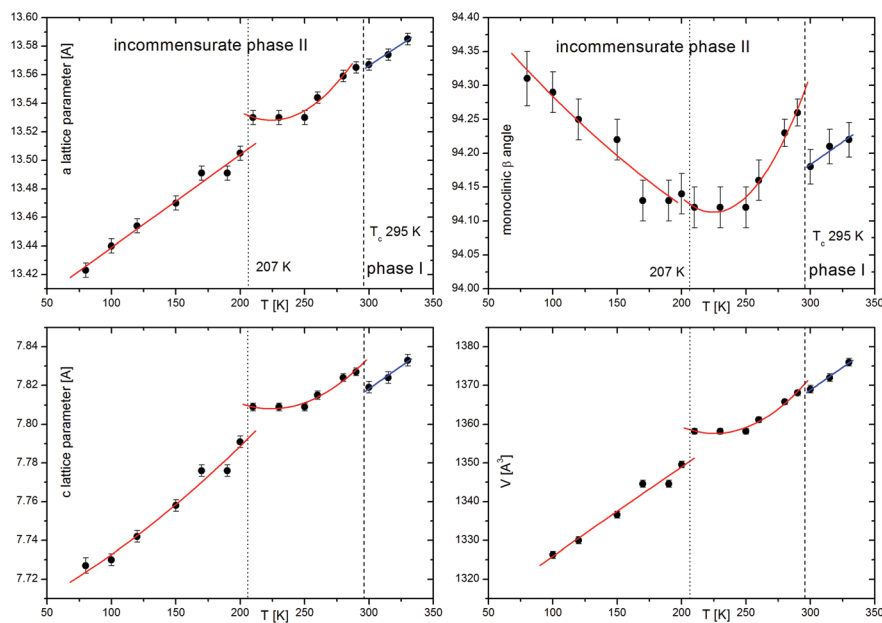 13.60
13.58
13.56
13.54
13.52
13.50
13.48
13.46
13.44
13.42
a lattice parameter [A]
incommensurate phase II
T_c 295 K
207 K
phase I
50 100 150 200 250 300 350
T [K]
94.40
94.35
94.30
94.25
94.20
94.15
94.10
94.05
94.00
monoclinic β angle
incommensurate phase II
T_c 295 K
207 K
phase I
50 100 150 200 250 300 350
T [K]
7.84
7.82
7.80
7.78
7.76
7.74
7.72
c lattice parameter [A]
50 100 150 200 250 300 350
T [K]
1380
1370
1360
1350
1340
1330
1320
V [A³]
50 100 150 200 250 300 350
T [K]